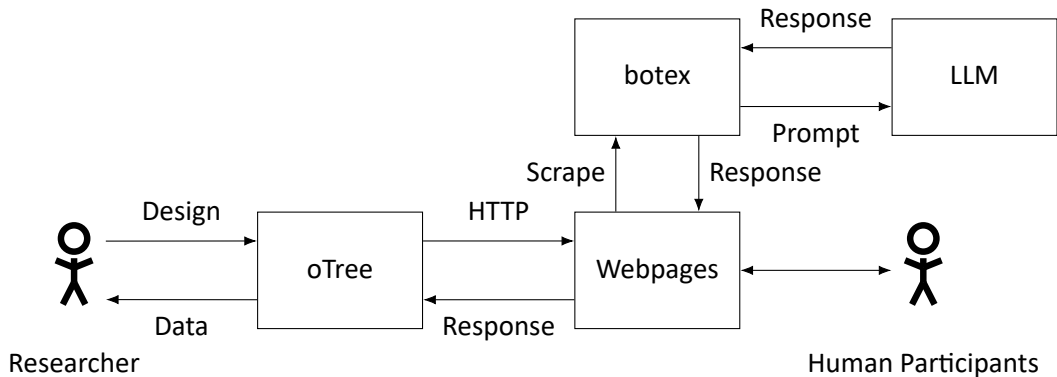 Response
botex
LLM
Prompt
Scrape
Response
Design
HTTP
oTree
Webpages
Data
Response
Researcher
Human Participants